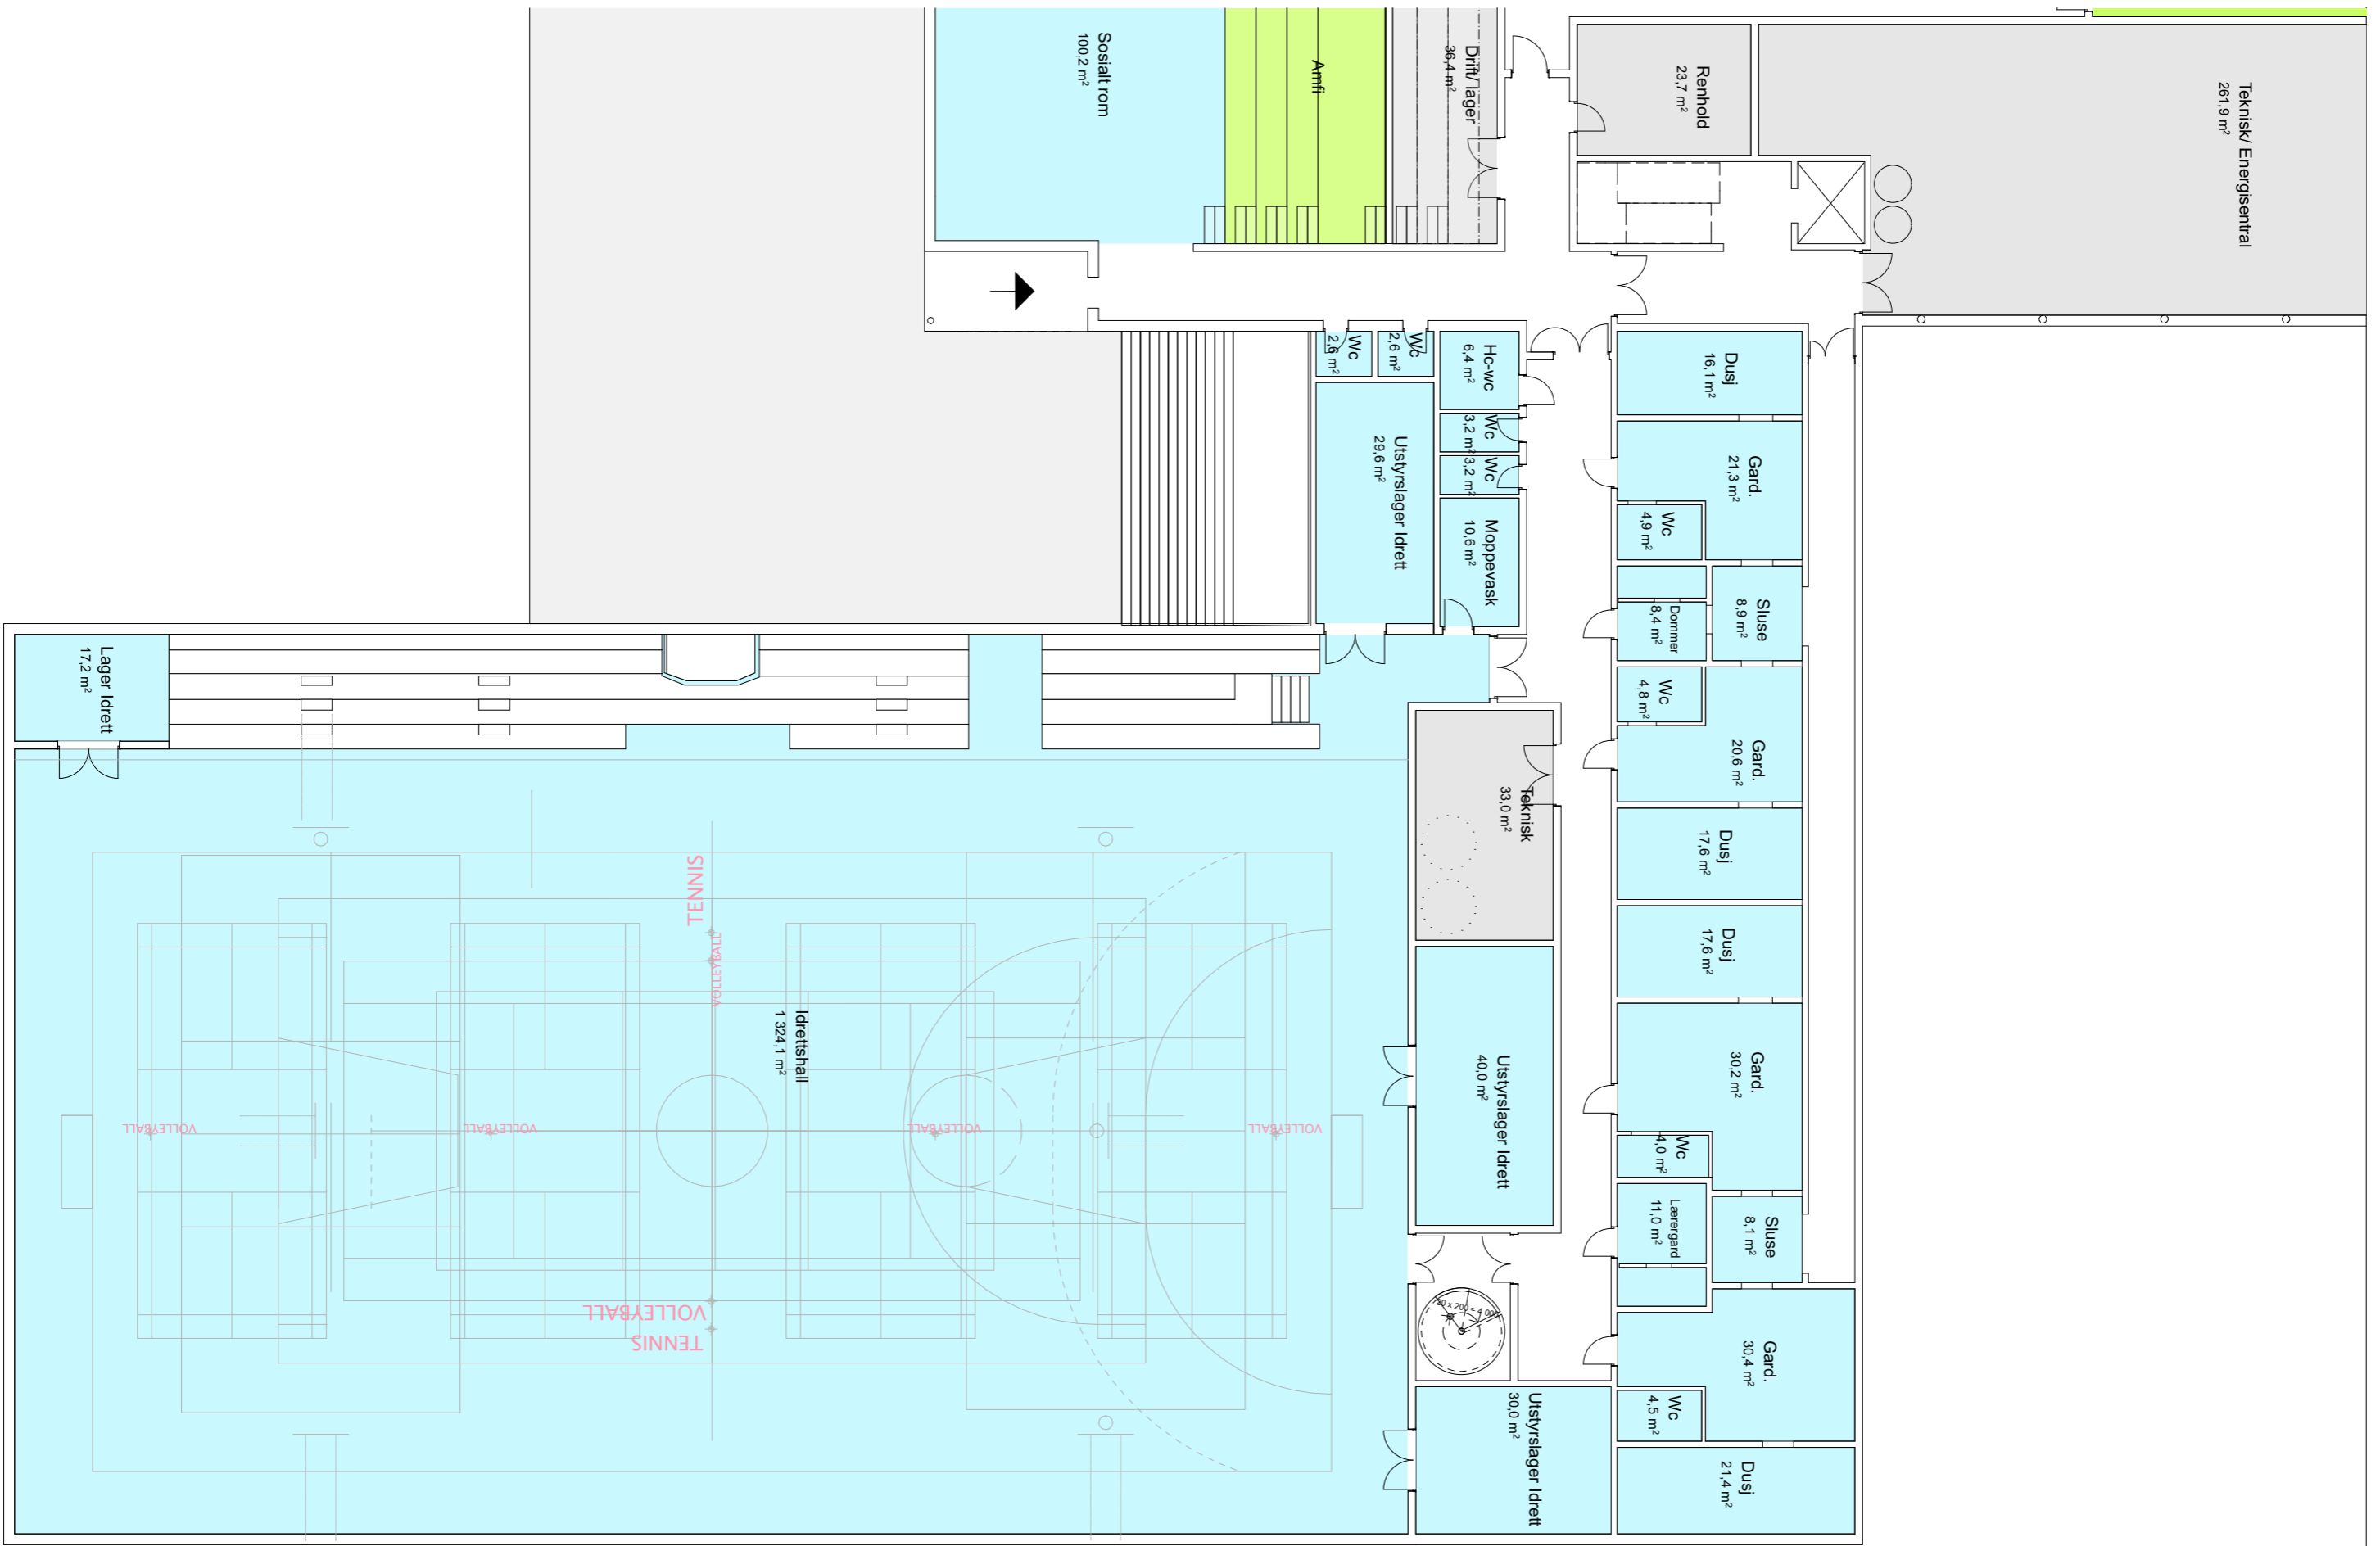 Sosialt rom
100,2 m²
Amfi
Drift/ lager
36,4 m²
Renhold
23,7 m²
Teknisk/ Energisentral
261,9 m²
Wc
2,6 m²
Wc
2,6 m²
Hc-wc
6,4 m²
Wc
3,2 m²
Wc
3,2 m²
Moppevask
10,6 m²
Utstyrslager Idrett
29,6 m²
Dusj
16,1 m²
Gard.
21,3 m²
Wc
4,9 m²
Dommer
8,4 m²
Sluse
8,9 m²
Wc
4,8 m²
Gard.
20,6 m²
Lager Idrett
17,2 m²
Teknisk
33,0 m²
Dusj
17,6 m²
Dusj
17,6 m²
TENNIS
VOLLEYBALL
Idrettshall
1 324,1 m²
VOLLEYBALL
VOLLEYBALL
VOLLEYBALL
VOLLEYBALL
Utstyrslager Idrett
40,0 m²
Gard.
30,2 m²
Wc
4,0 m²
Lærergard
11,0 m²
Sluse
8,1 m²
VOLLEYBALL
TENNIS
20 x 200 = 4 000
Gard.
30,4 m²
Wc
4,5 m²
Utstyrslager Idrett
30,0 m²
Dusj
21,4 m²